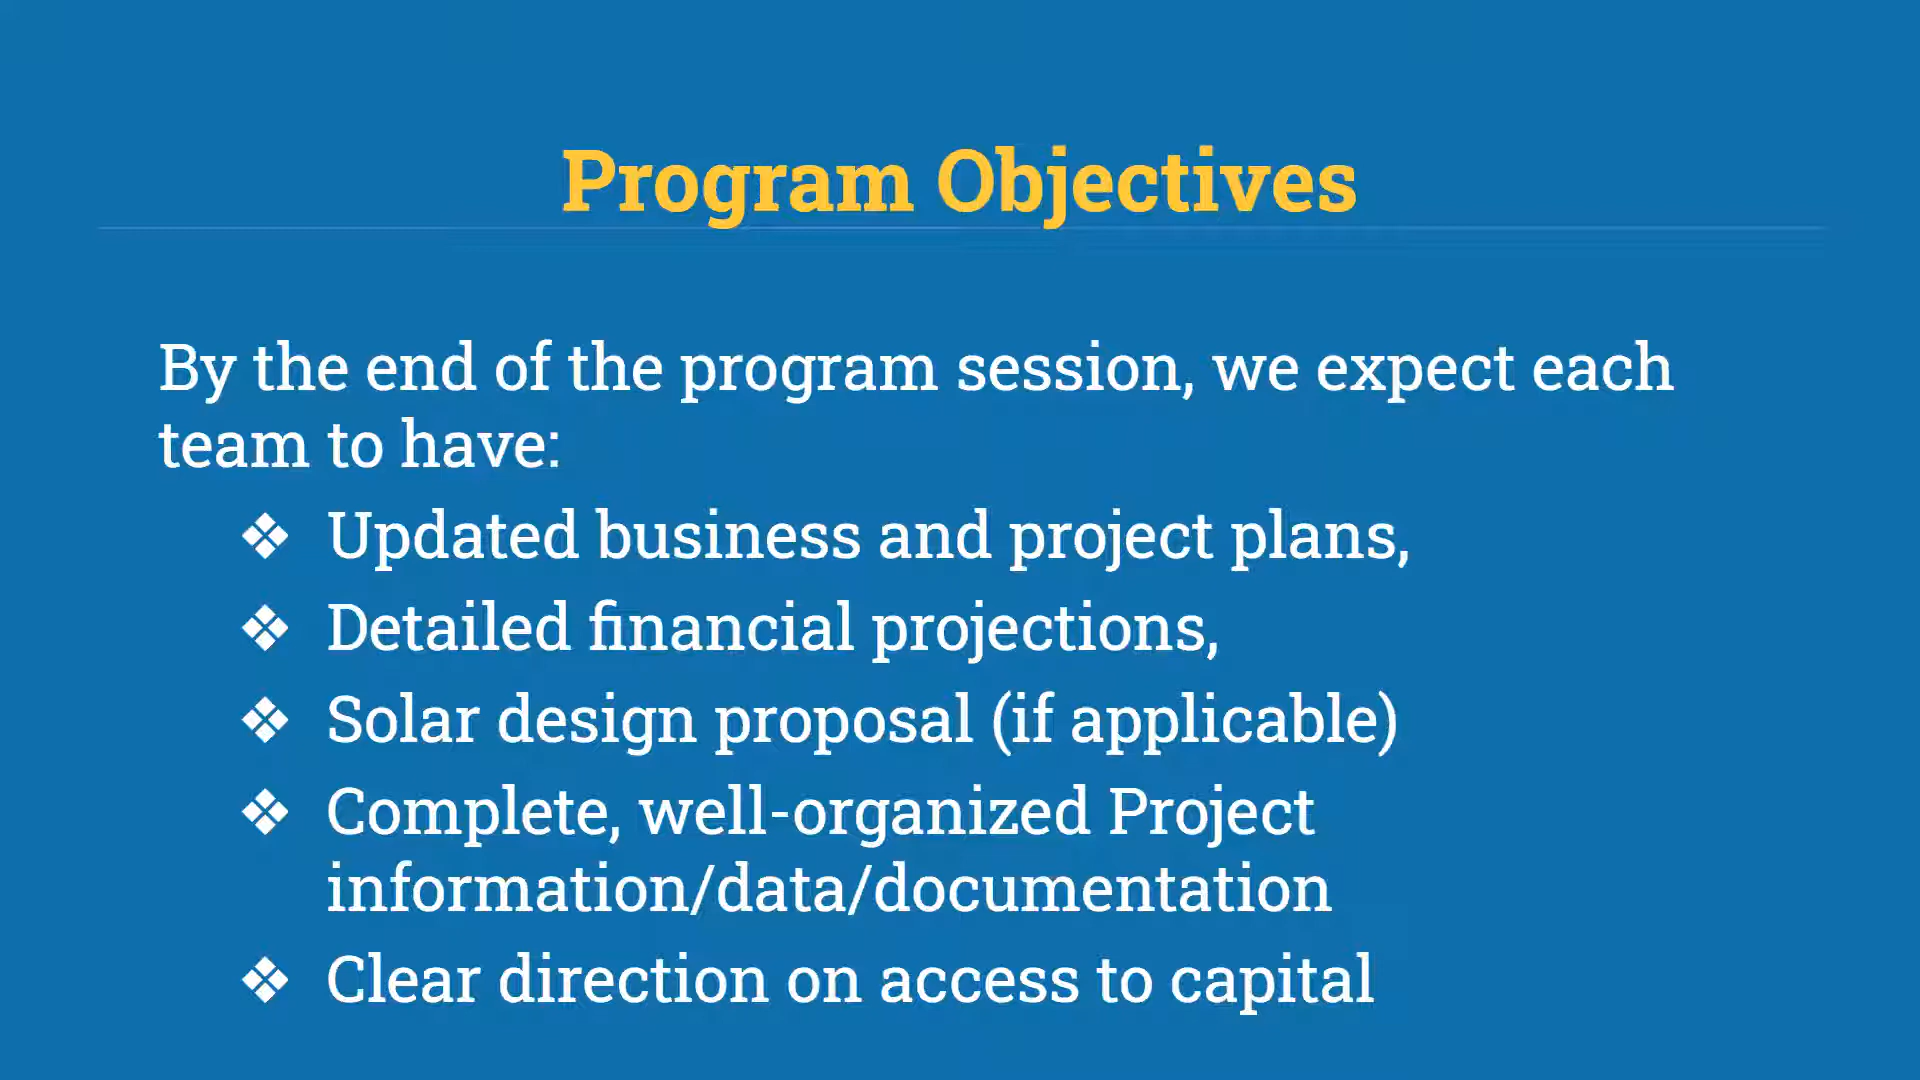 Program Objectives
By the end of the program session, we expect each
team to have:
❖ Updated business and project plans,
❖ Detailed financial projections,
❖ Solar design proposal (if applicable)
❖ Complete, well-organized Project
information/data/documentation
❖ Clear direction on access to capital